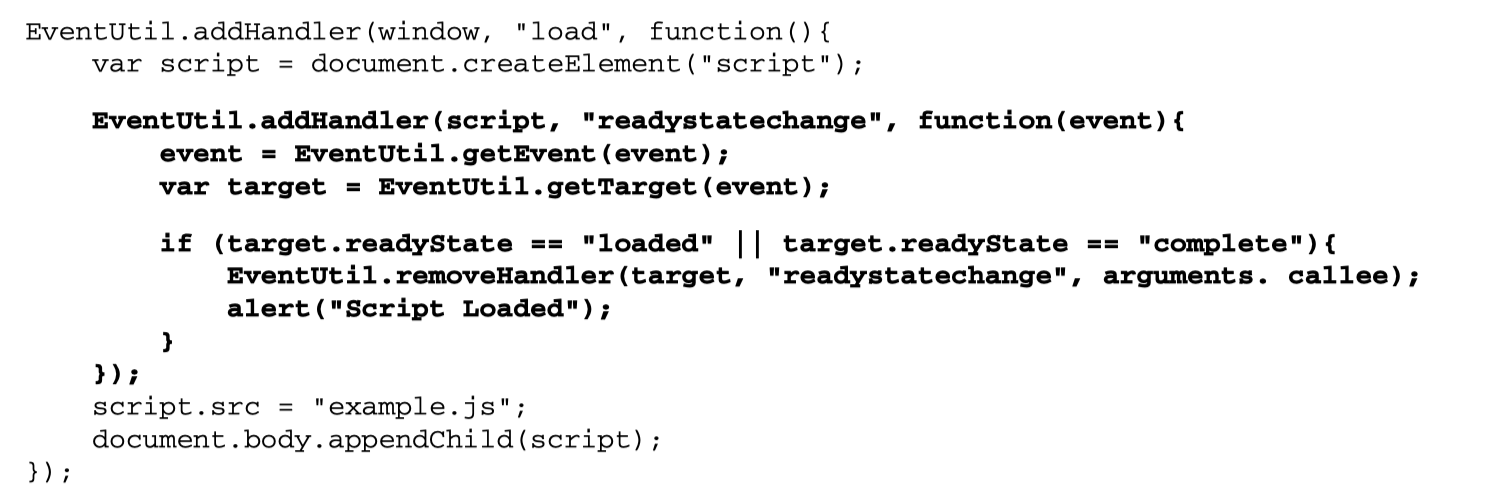 EventUtil.addHandler(window, "load", function(){
    var script = document.createElement("script");
    EventUtil.addHandler(script, "readystatechange", function(event){
        event = EventUtil.getEvent(event);
        var target = EventUtil.getTarget(event);
        if (target.readyState == "loaded" || target.readyState == "complete"){
            EventUtil.removeHandler(target, "readystatechange", arguments. callee);
            alert("Script Loaded");
        }
    });
    script.src = "example.js";
    document.body.appendChild(script);
});